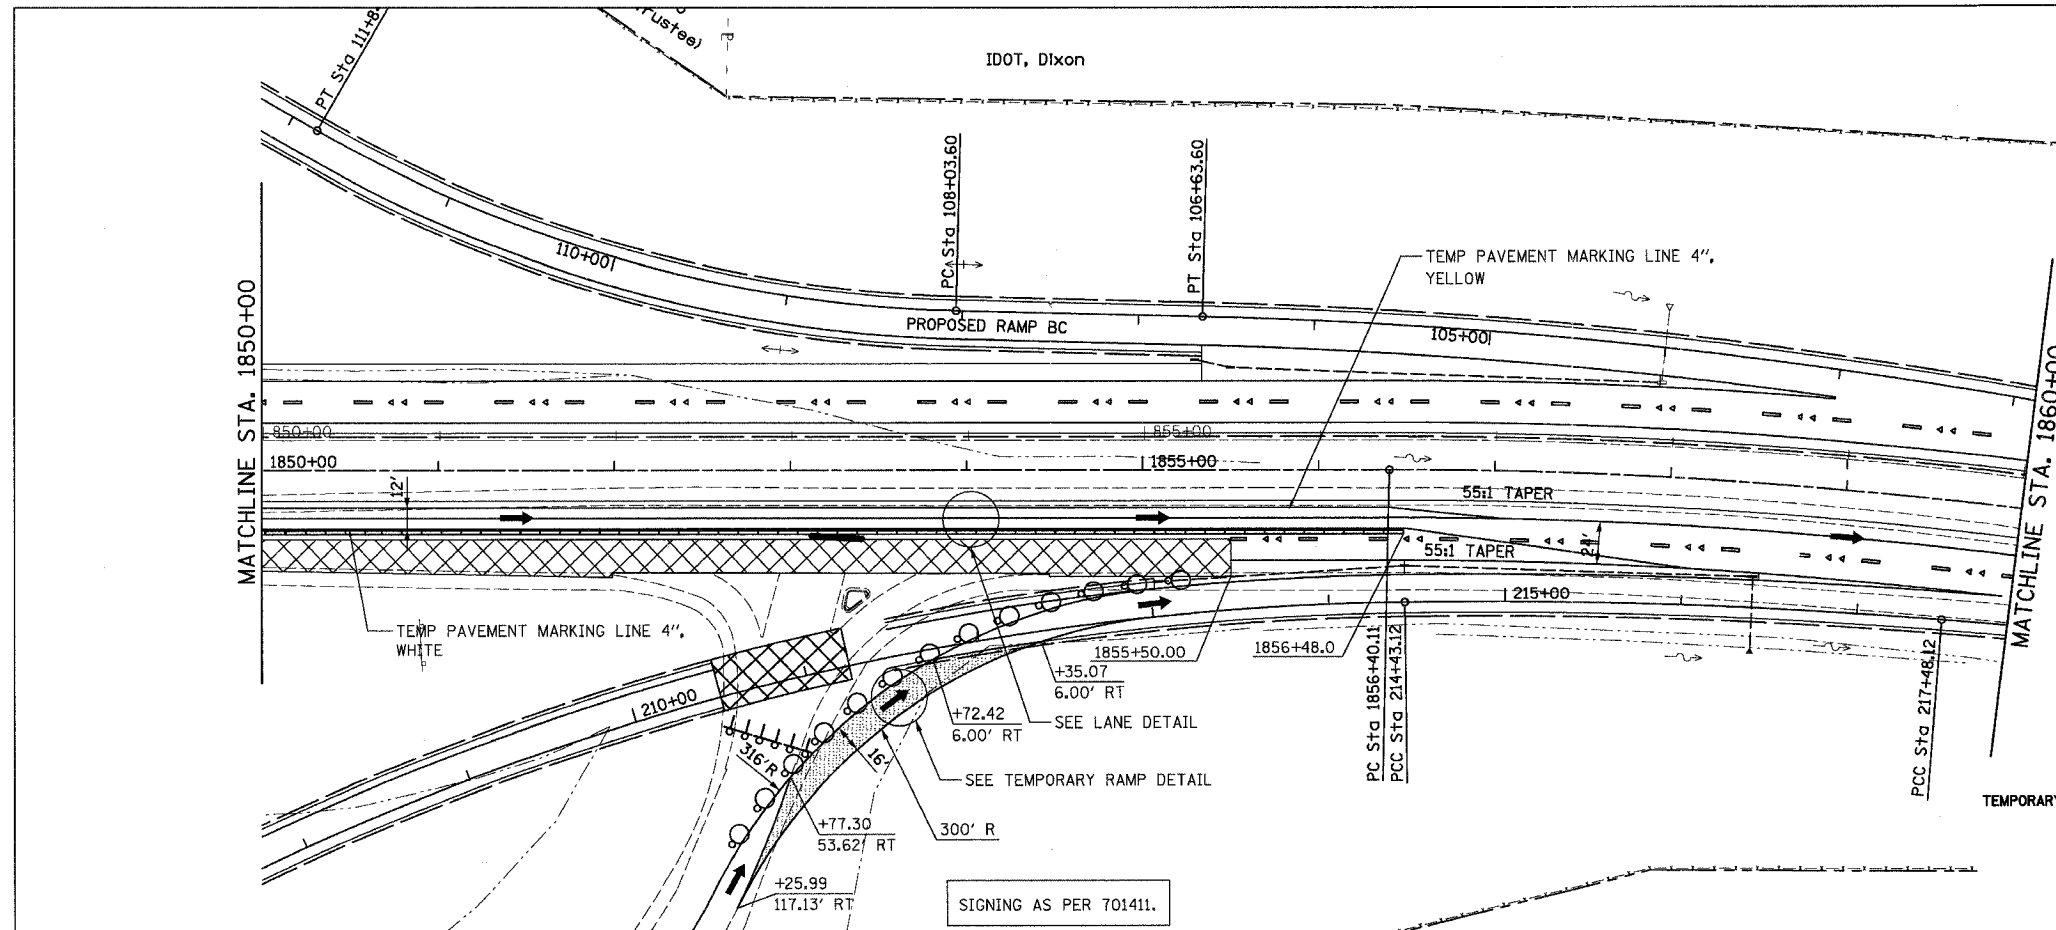 Trustee)
P
IDOT, Dixon
PT Sta 111+8
PC Sta 108+03.60
PT Sta 106+63.60
110+00
PROPOSED RAMP BC
105+00
TEMP PAVEMENT MARKING LINE 4",
YELLOW
MATCHLINE STA. 1850+00
850+00
855+00
1850+00
1855+00
12'
55:1 TAPER
55:1 TAPER
24'
MATCHLINE STA. 1860+00
TEMP PAVEMENT MARKING LINE 4",
WHITE
P
215+00
1855+50.00
1856+48.0
PC Sta 1856+40.11
PCC Sta 214+43.12
PCC Sta 217+48.12
210+00
+35.07
6.00' RT
+72.42
6.00' RT
SEE LANE DETAIL
316'R
16'
SEE TEMPORARY RAMP DETAIL
+77.30
53.62' RT
300' R
+25.99
117.13' RT
SIGNING AS PER 701411.
TEMPORARY